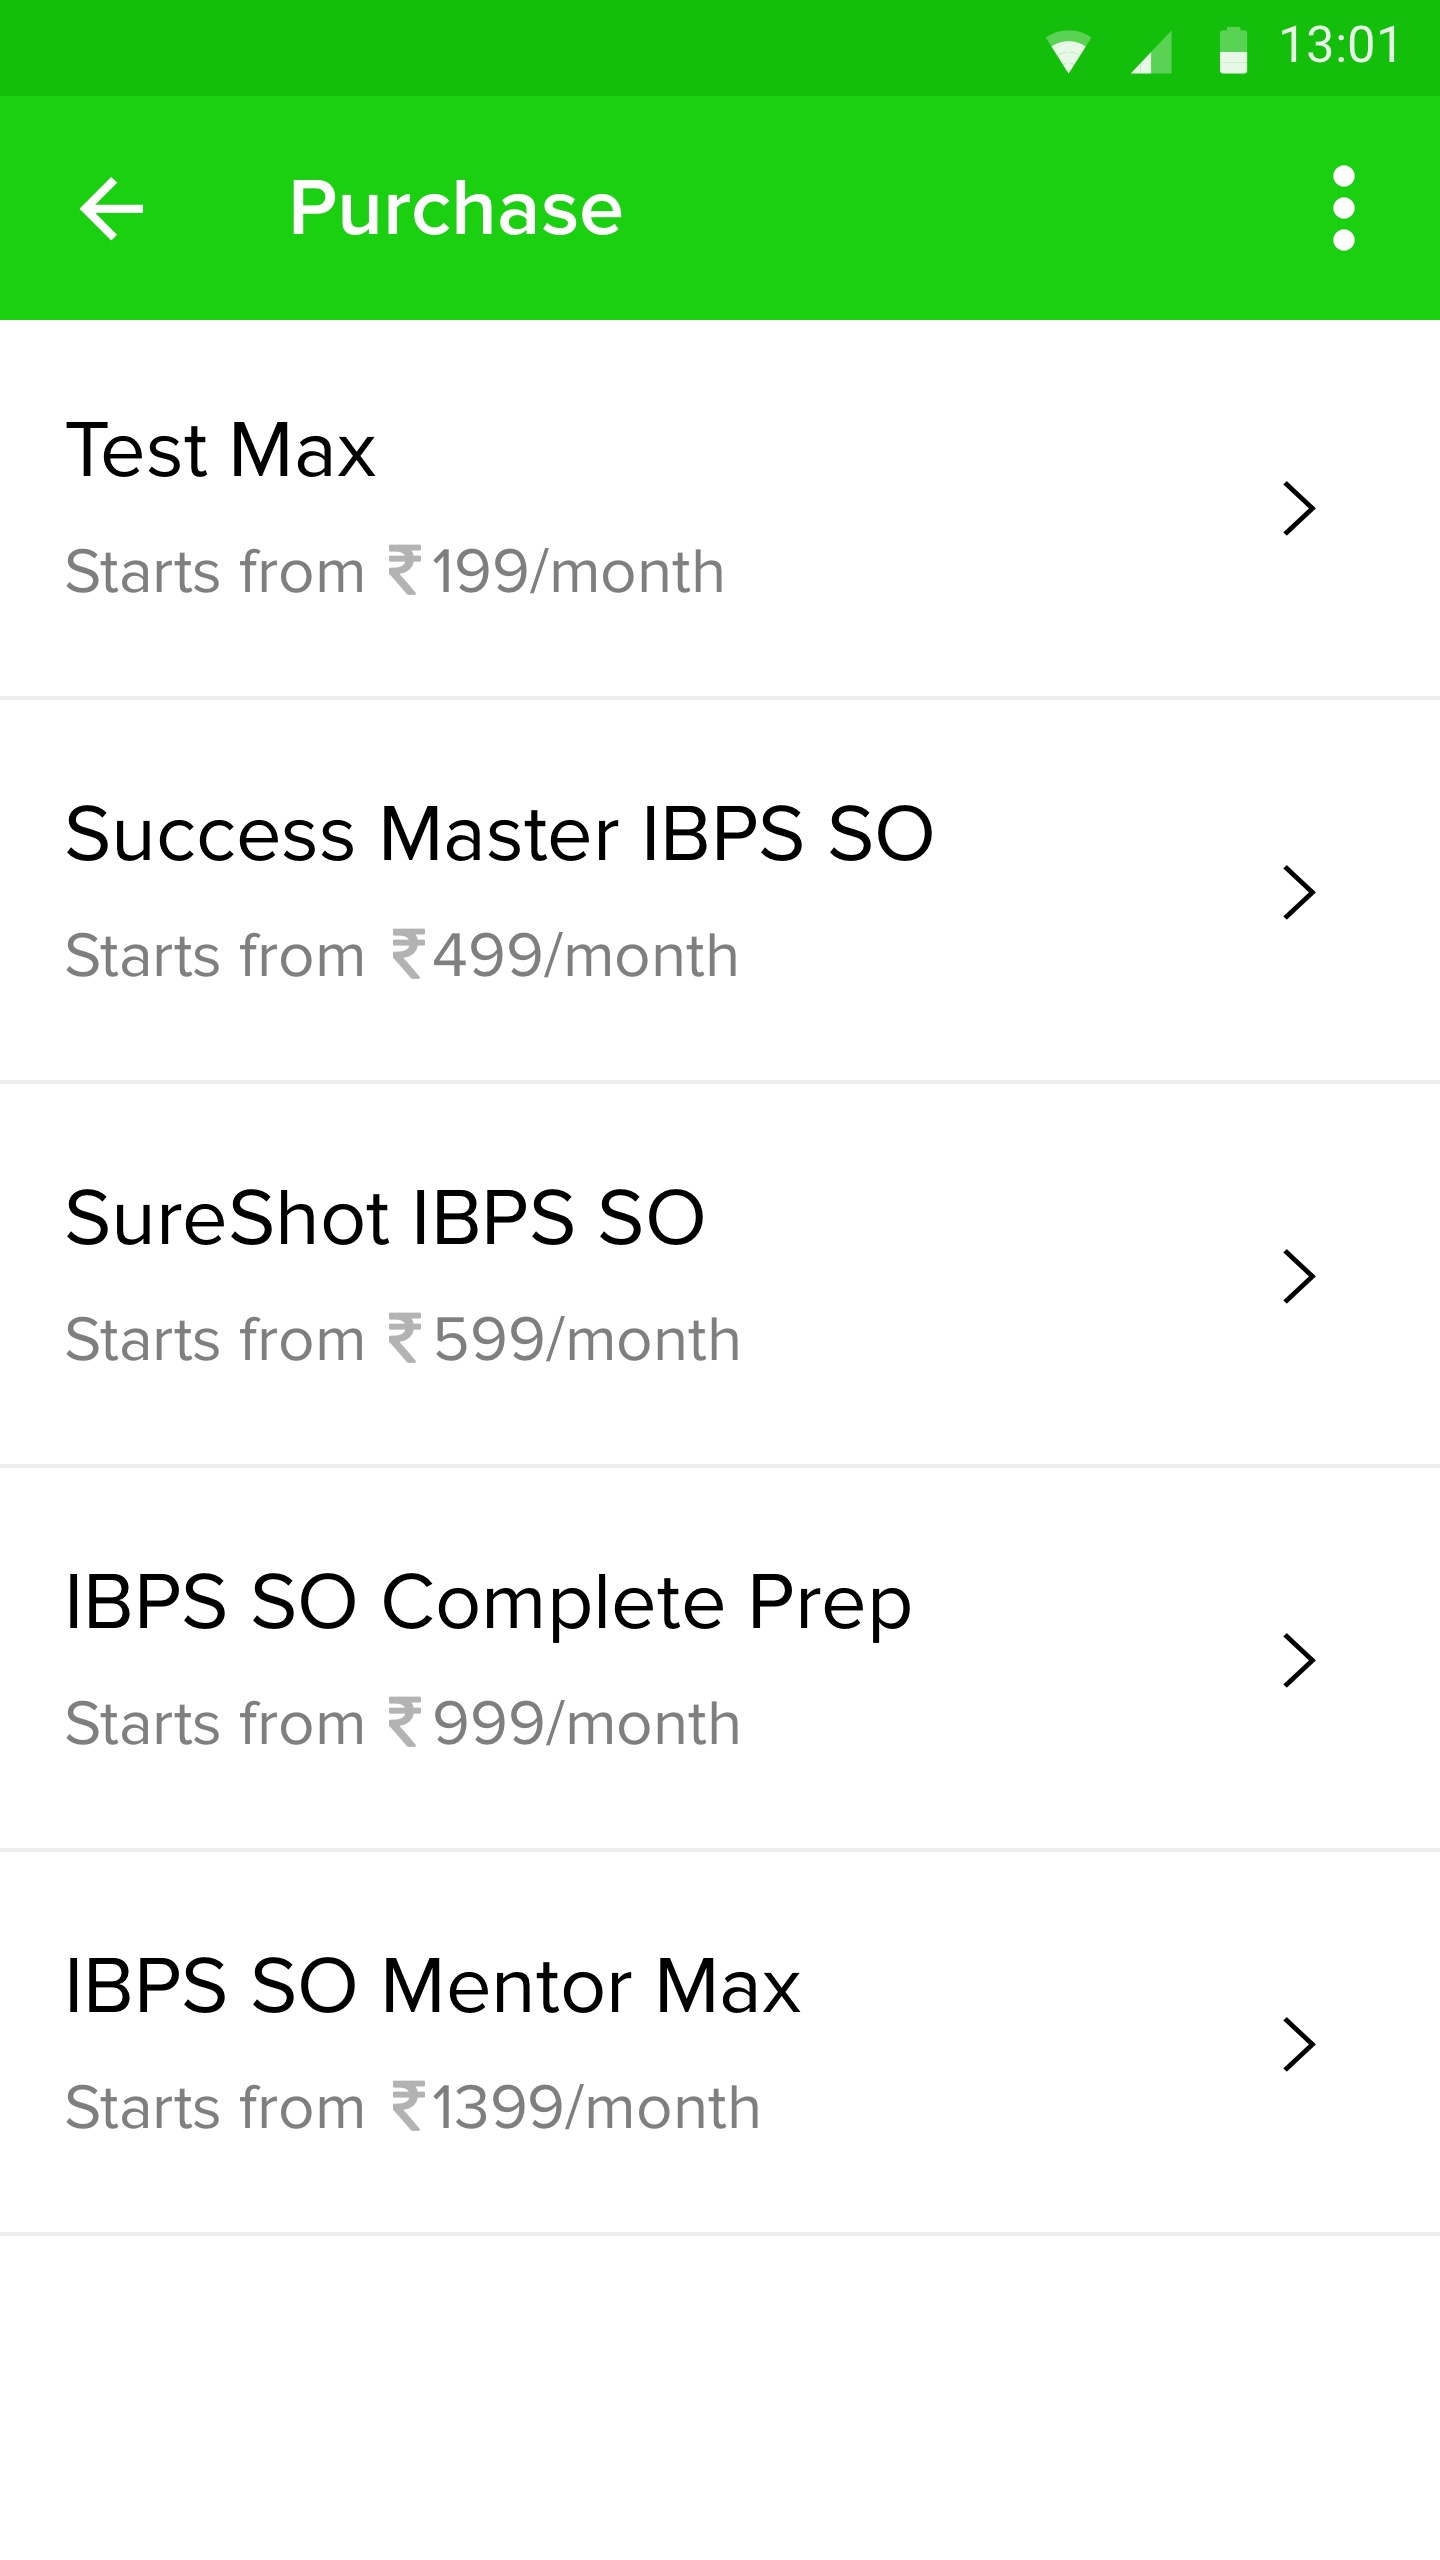 13:01
Purchase
Test Max
Starts from ₹199/month
Success Master IBPS SO
Starts from ₹499/month
SureShot IBPS SO
Starts from ₹599/month
IBPS SO Complete Prep
Starts from ₹999/month
IBPS SO Mentor Max
Starts from ₹1399/month